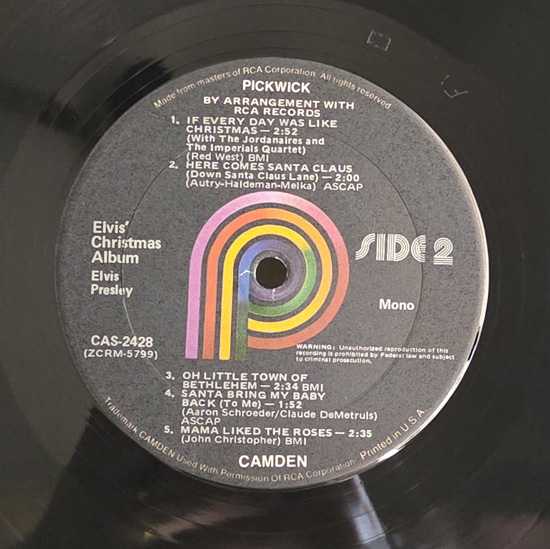 Made from masters of RCA Corporation. All rights reserved
PICKWICK
BY ARRANGEMENT WITH
RCA RECORDS
1. IF EVERY DAY WAS LIKE
CHRISTMAS — 2:52
(With The Jordanaires and
The Imperials Quartet)
(Red West) BMI
2. HERE COMES SANTA CLAUS
(Down Santa Claus Lane) — 2:00
(Autry-Haldeman-Melka) ASCAP
Elvis'
Christmas
Album
Elvis
Presley
SIDE 2
Mono
CAS-2428
(ZCRM-5799)
WARNING: Unauthorized reproduction of this
recording is prohibited by Federal law and subject
to criminal prosecution.
3. OH LITTLE TOWN OF
BETHLEHEM — 2:34 BMI
4. SANTA BRING MY BABY
BACK (To Me) — 1:52
(Aaron Schroeder/Claude DeMetruis)
ASCAP
5. MAMA LIKED THE ROSES — 2:35
(John Christopher) BMI
CAMDEN
Trademark CAMDEN Used With Permission Of RCA Corporation. Printed in U.S.A